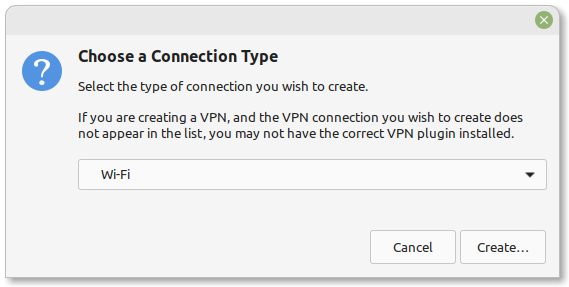 Choose a Connection Type
Select the type of connection you wish to create.
If you are creating a VPN, and the VPN connection you wish to create does
not appear in the list, you may not have the correct VPN plugin installed.
Wi-Fi
Cancel
Create…